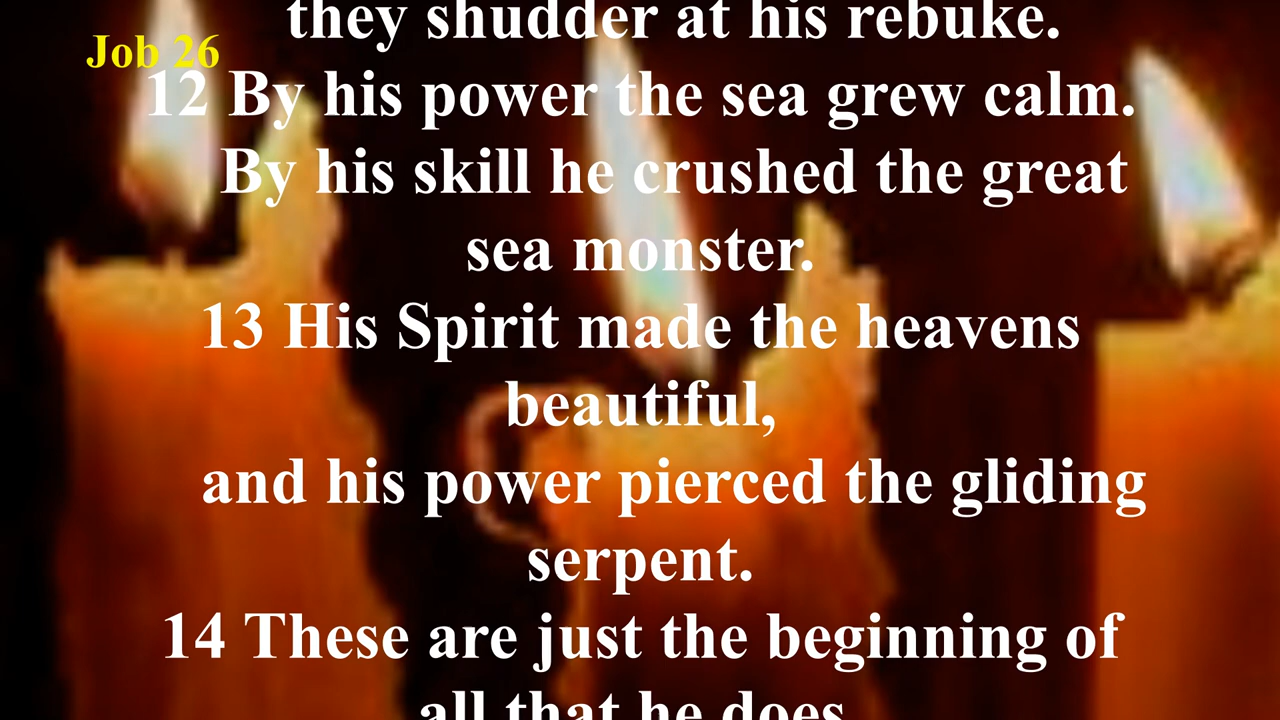 they shudder at his rebuke.
Job 26
12 By his power the sea grew calm.
By his skill he crushed the great
sea monster.
13 His Spirit made the heavens
beautiful,
and his power pierced the gliding
serpent.
14 These are just the beginning of
all that he does